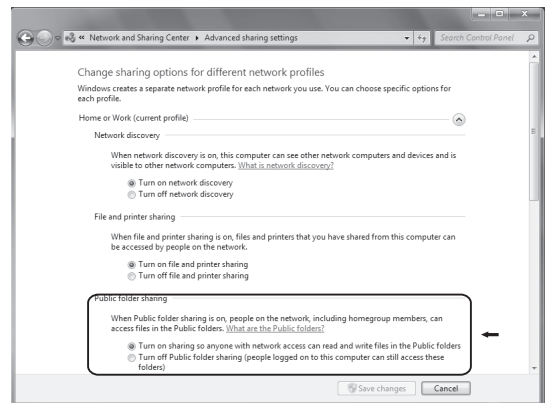 « Network and Sharing Center ▸ Advanced sharing settings
Search Control Panel
Change sharing options for different network profiles
Windows creates a separate network profile for each network you use. You can choose specific options for
each profile.
Home or Work (current profile)
Network discovery
When network discovery is on, this computer can see other network computers and devices and is
visible to other network computers. What is network discovery?
Turn on network discovery
Turn off network discovery
File and printer sharing
When file and printer sharing is on, files and printers that you have shared from this computer can
be accessed by people on the network.
Turn on file and printer sharing
Turn off file and printer sharing
Public folder sharing
When Public folder sharing is on, people on the network, including homegroup members, can
access files in the Public folders. What are the Public folders?
Turn on sharing so anyone with network access can read and write files in the Public folders
Turn off Public folder sharing (people logged on to this computer can still access these
folders)
Save changes
Cancel